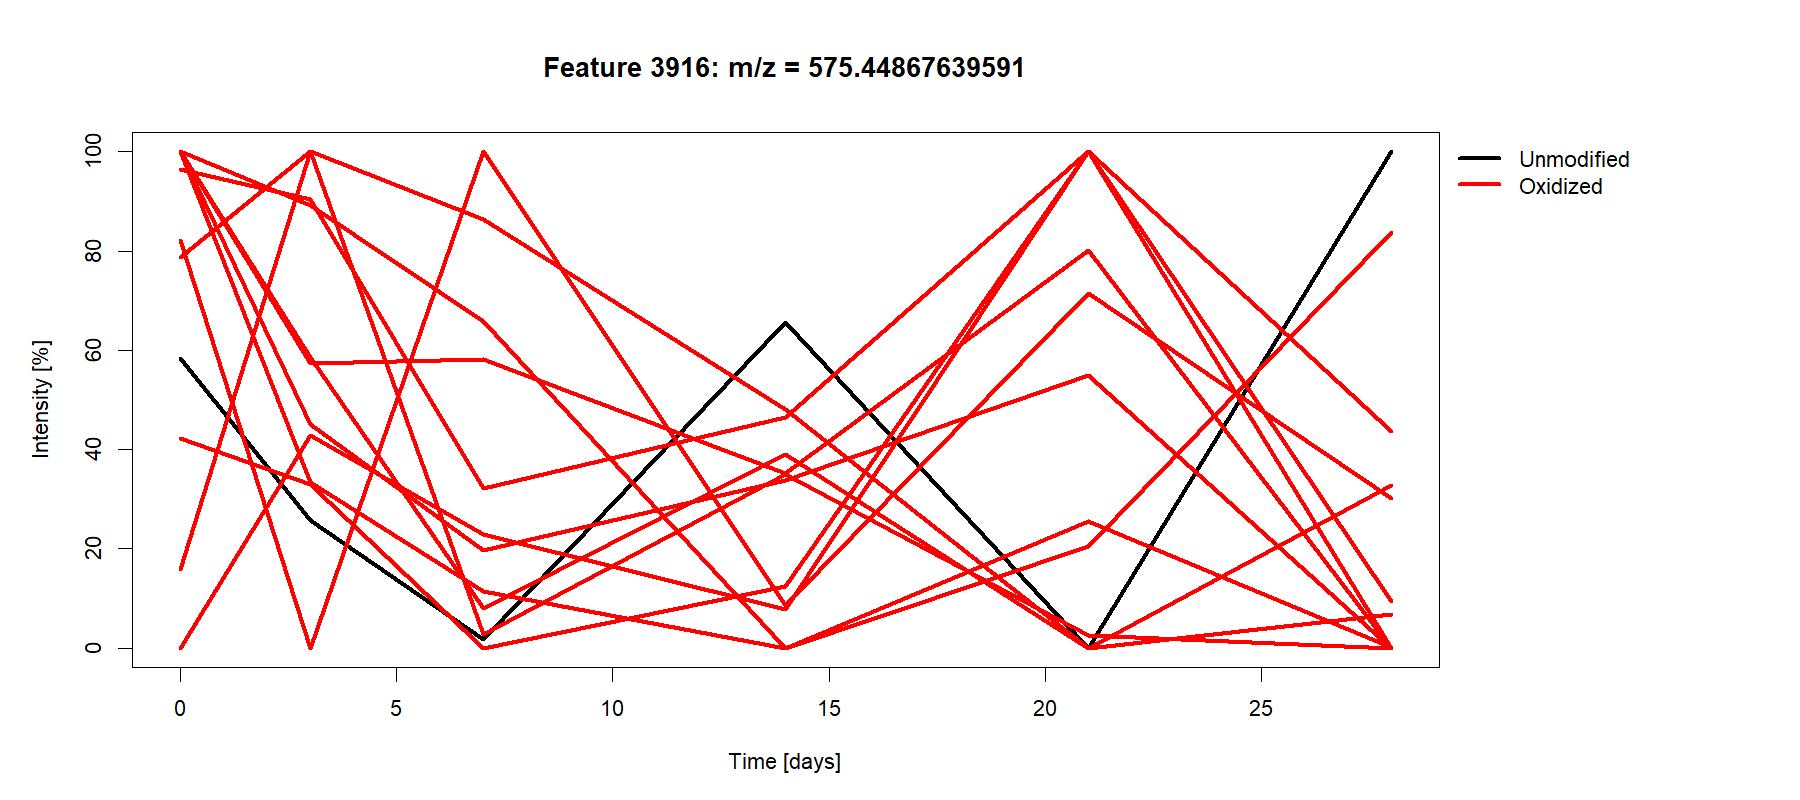 Feature 3916: m/z = 575.44867639591
Unmodified
Oxidized
Intensity [%]
100
80
60
40
20
0
0 5 10 15 20 25
Time [days]